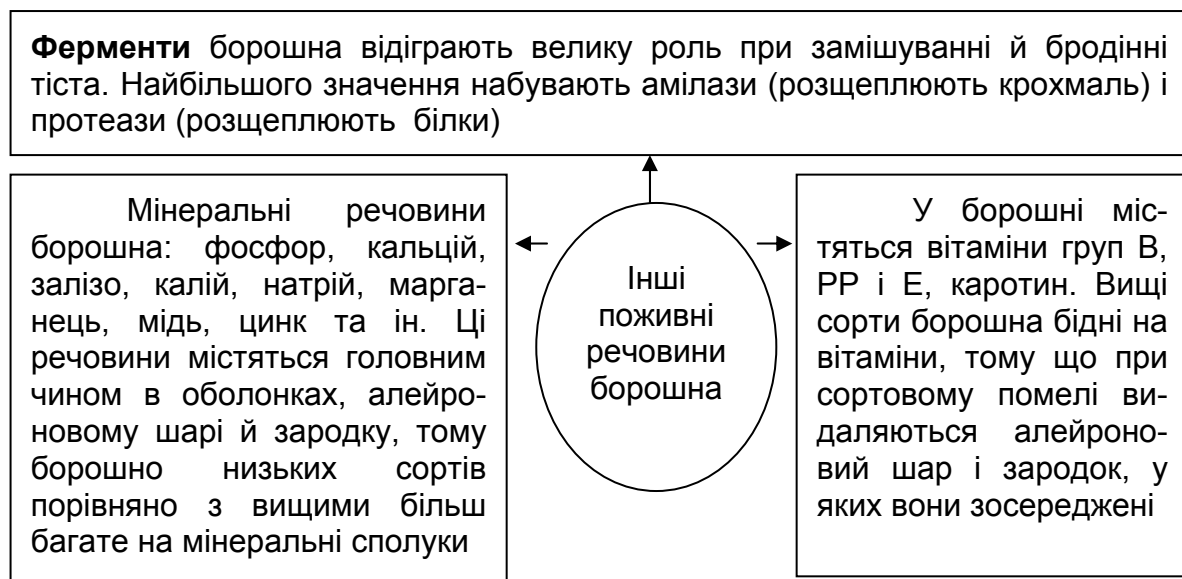 Ферменти борошна відіграють велику роль при замішуванні й бродінні
тіста. Найбільшого значення набувають амілази (розщеплюють крохмаль) і
протеази (розщеплюють білки)
Мінеральні речовини
борошна: фосфор, кальцій,
залізо, калій, натрій, марга-
нець, мідь, цинк та ін. Ці
речовини містяться головним
чином в оболонках, алейро-
новому шарі й зародку, тому
борошно низьких сортів
порівняно з вищими більш
багате на мінеральні сполуки
Інші
поживні
речовини
борошна
У борошні міс-
тяться вітаміни груп В,
РР і Е, каротин. Вищі
сорти борошна бідні на
вітаміни, тому що при
сортовому помелі ви-
даляються алейроно-
вий шар і зародок, у
яких вони зосереджені